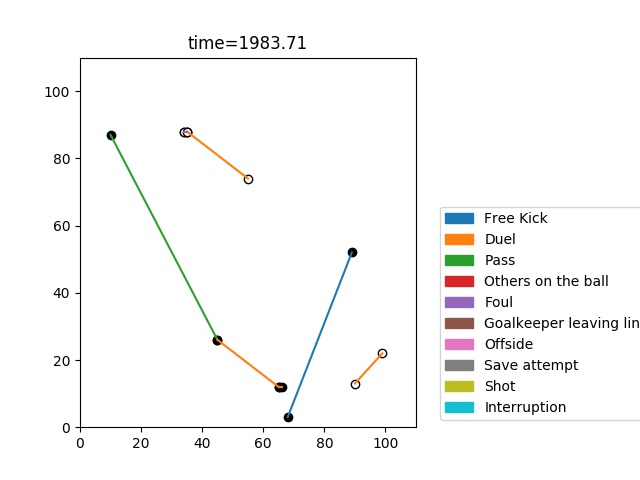 time=1983.71
100
80
60
40
20
0
0 20 40 60 80 100
Free Kick
Duel
Pass
Others on the ball
Foul
Goalkeeper leaving lin
Offside
Save attempt
Shot
Interruption